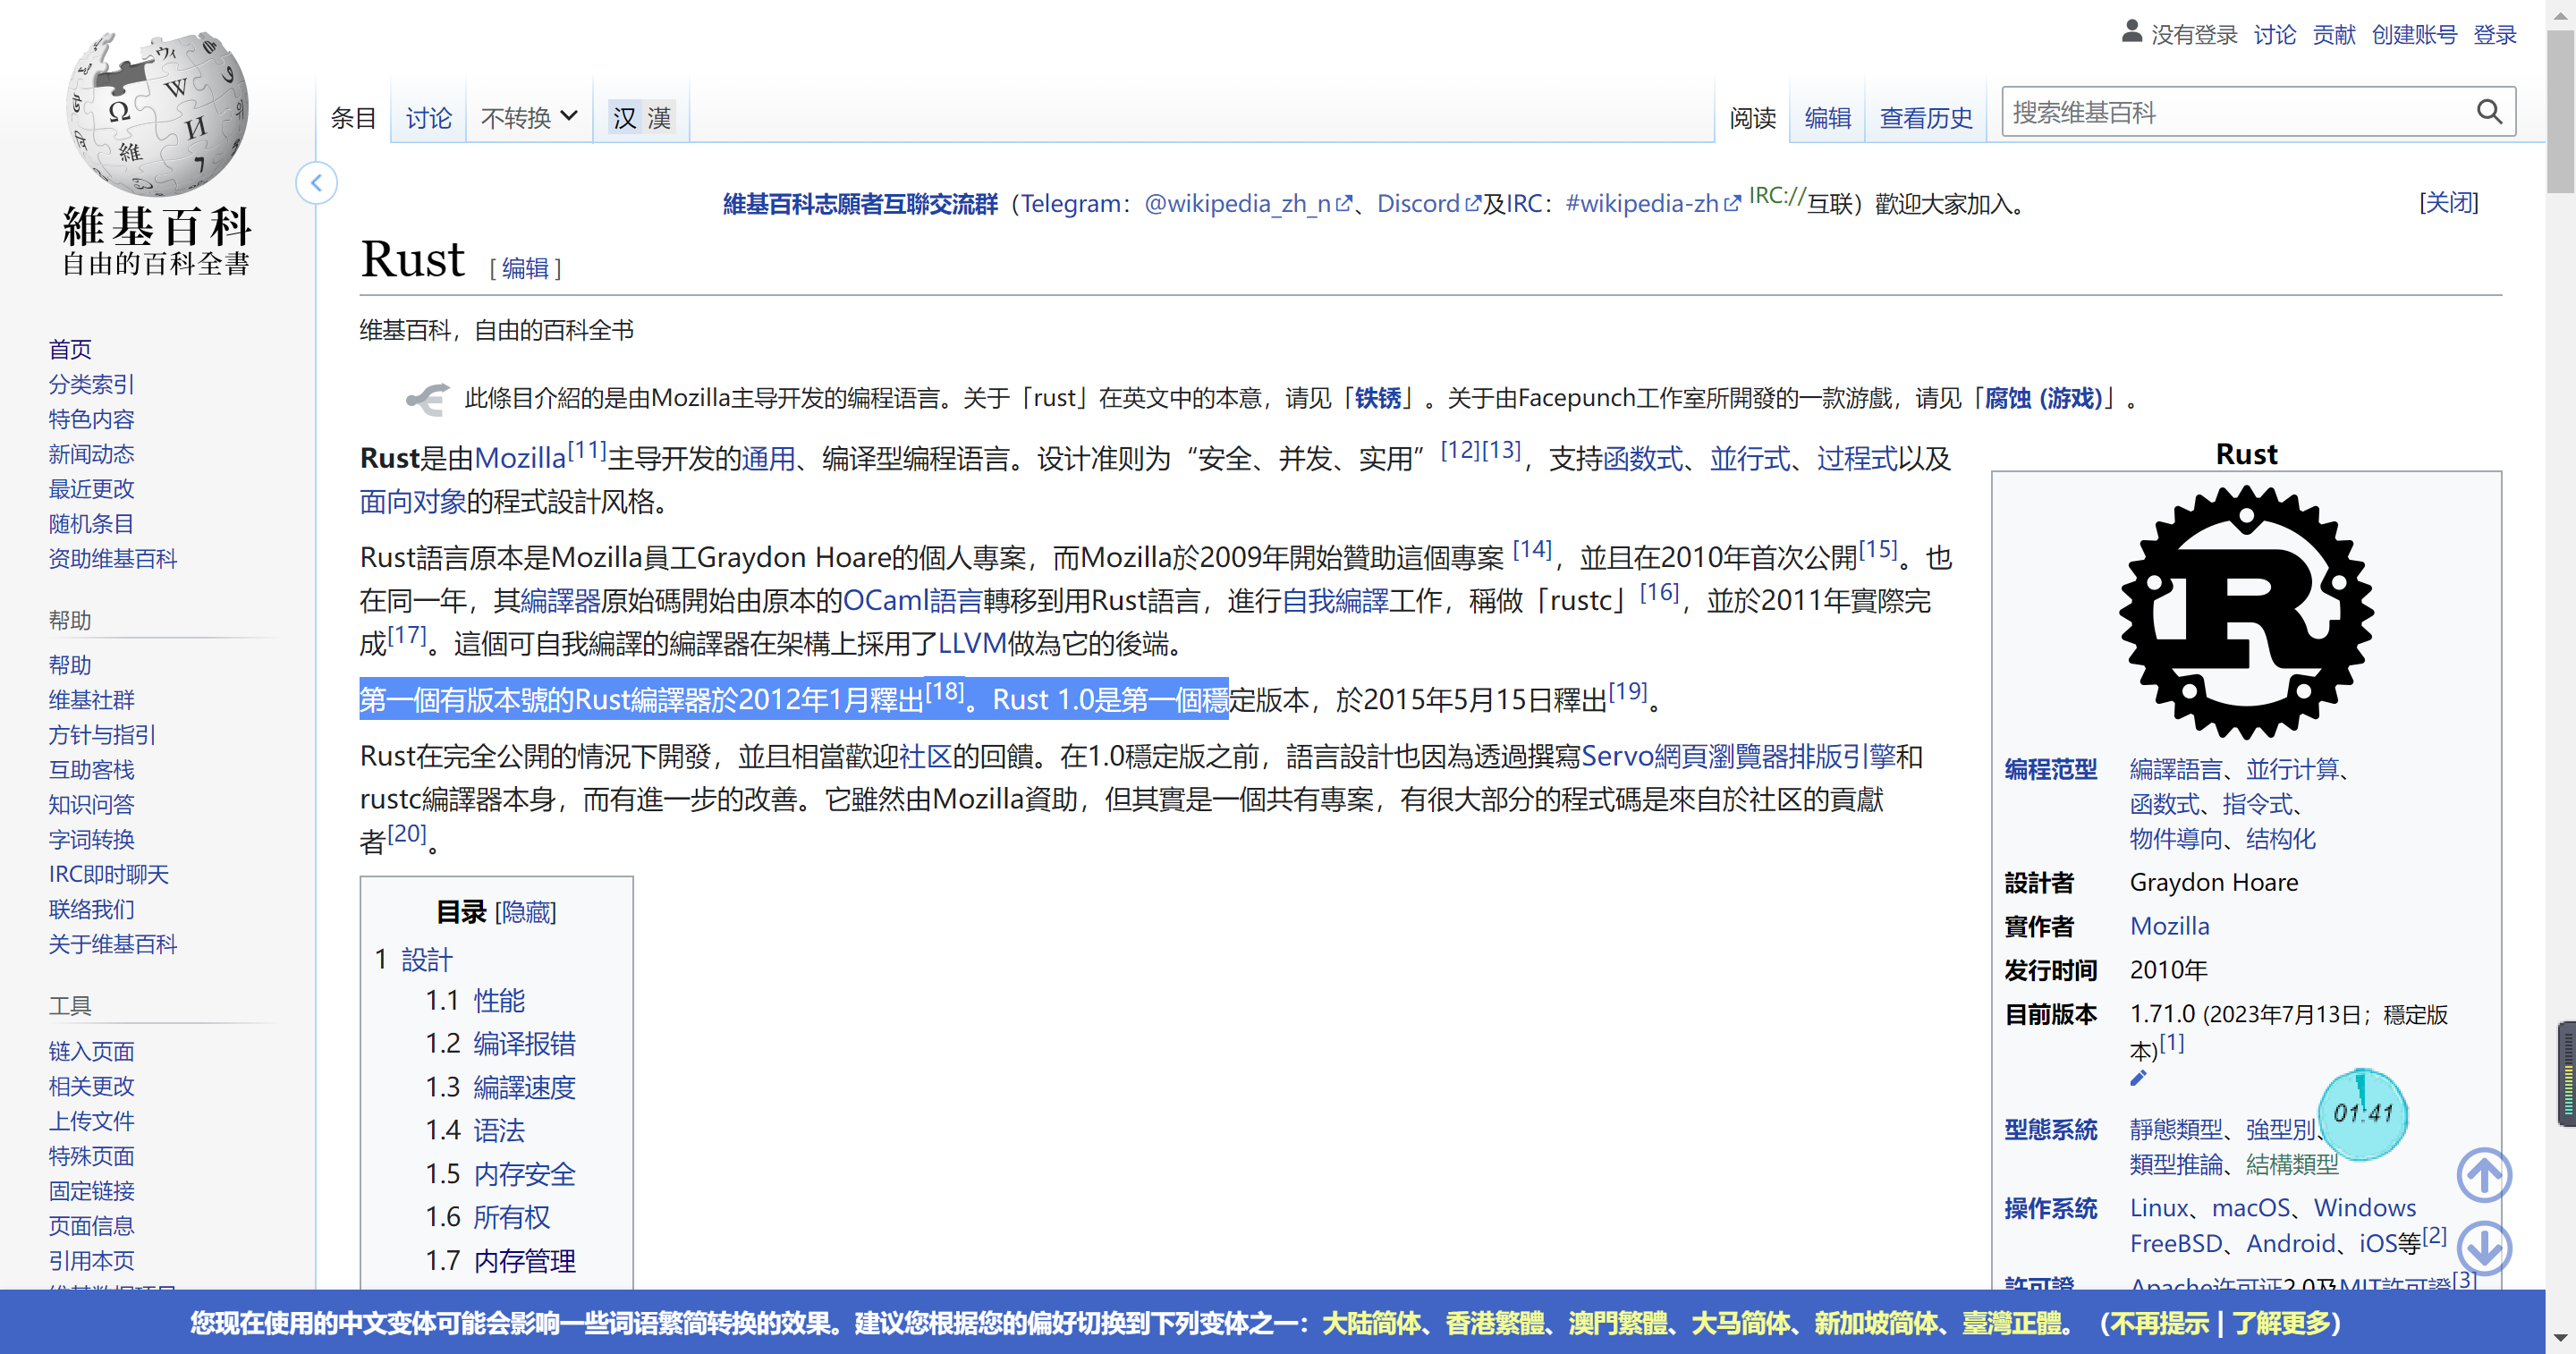 没有登录 讨论 贡献 创建账号 登录
維基百科
自由的百科全書
条目 讨论 不转换 汉 漢 阅读 编辑 查看历史 搜索维基百科
維基百科志願者互聯交流群（Telegram：@wikipedia_zh_n、Discord及IRC：#wikipedia-zh IRC://互联）歡迎大家加入。 [关闭]
Rust [ 编辑 ]
维基百科，自由的百科全书
此條目介紹的是由Mozilla主导开发的编程语言。关于「rust」在英文中的本意，请见「铁锈」。关于由Facepunch工作室所開發的一款游戲，请见「腐蚀 (游戏)」。
Rust是由Mozilla[11]主导开发的通用、编译型编程语言。设计准则为“安全、并发、实用”[12][13]，支持函数式、並行式、过程式以及
面向对象的程式設計风格。
Rust語言原本是Mozilla員工Graydon Hoare的個人專案，而Mozilla於2009年開始贊助這個專案 [14]，並且在2010年首次公開[15]。也
在同一年，其編譯器原始碼開始由原本的OCaml語言轉移到用Rust語言，進行自我編譯工作，稱做「rustc」[16]，並於2011年實際完
成[17]。這個可自我編譯的編譯器在架構上採用了LLVM做為它的後端。
第一個有版本號的Rust編譯器於2012年1月釋出[18]。Rust 1.0是第一個穩定版本，於2015年5月15日釋出[19]。
Rust在完全公開的情況下開發，並且相當歡迎社区的回饋。在1.0穩定版之前，語言設計也因為透過撰寫Servo網頁瀏覽器排版引擎和
rustc編譯器本身，而有進一步的改善。它雖然由Mozilla資助，但其實是一個共有專案，有很大部分的程式碼是來自於社区的貢獻
者[20]。
目录 [隐藏]
1 設計
1.1 性能
1.2 编译报错
1.3 編譯速度
1.4 语法
1.5 内存安全
1.6 所有权
1.7 内存管理
Rust
R
编程范型 編譯語言、並行计算、
函数式、指令式、
物件導向、结构化
設計者 Graydon Hoare
實作者 Mozilla
发行时间 2010年
目前版本 1.71.0 (2023年7月13日；穩定版
本)[1]
型態系統 靜態類型、強型別、
類型推論、結構類型
01:41
操作系统 Linux、macOS、Windows
FreeBSD、Android、iOS等[2]
許可證 Apache许可证2.0及MIT許可證[3]
首页
分类索引
特色内容
新闻动态
最近更改
随机条目
资助维基百科
帮助
帮助
维基社群
方针与指引
互助客栈
知识问答
字词转换
IRC即时聊天
联络我们
关于维基百科
工具
链入页面
相关更改
上传文件
特殊页面
固定链接
页面信息
引用本页
维基数据项目
您现在使用的中文变体可能会影响一些词语繁简转换的效果。建议您根据您的偏好切换到下列变体之一：大陆简体、香港繁體、澳門繁體、大马简体、新加坡简体、臺灣正體。（不再提示 | 了解更多）